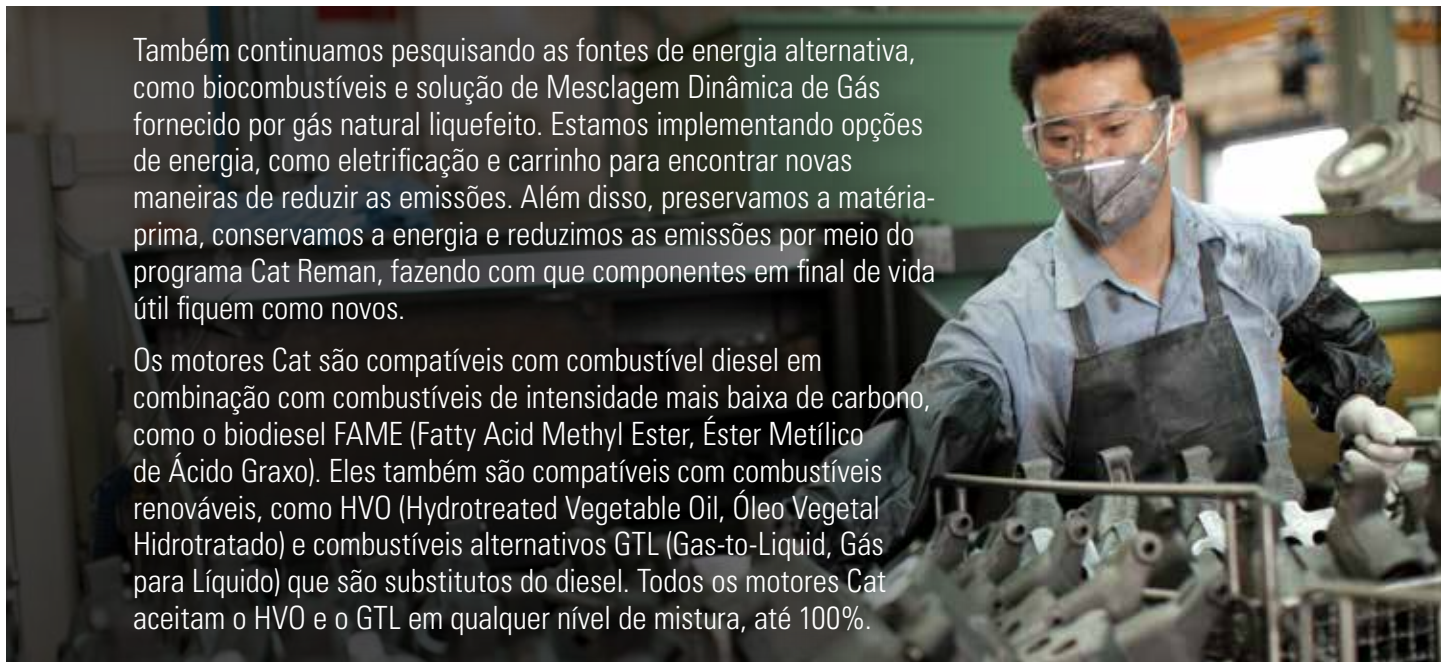 Também continuamos pesquisando as fontes de energia alternativa,
como biocombustíveis e solução de Mesclagem Dinâmica de Gás
fornecido por gás natural liquefeito. Estamos implementando opções
de energia, como eletrificação e carrinho para encontrar novas
maneiras de reduzir as emissões. Além disso, preservamos a matéria-
prima, conservamos a energia e reduzimos as emissões por meio do
programa Cat Reman, fazendo com que componentes em final de vida
útil fiquem como novos.
Os motores Cat são compatíveis com combustível diesel em
combinação com combustíveis de intensidade mais baixa de carbono,
como o biodiesel FAME (Fatty Acid Methyl Ester, Éster Metílico
de Ácido Graxo). Eles também são compatíveis com combustíveis
renováveis, como HVO (Hydrotreated Vegetable Oil, Óleo Vegetal
Hidrotratado) e combustíveis alternativos GTL (Gas-to-Liquid, Gás
para Líquido) que são substitutos do diesel. Todos os motores Cat
aceitam o HVO e o GTL em qualquer nível de mistura, até 100%.